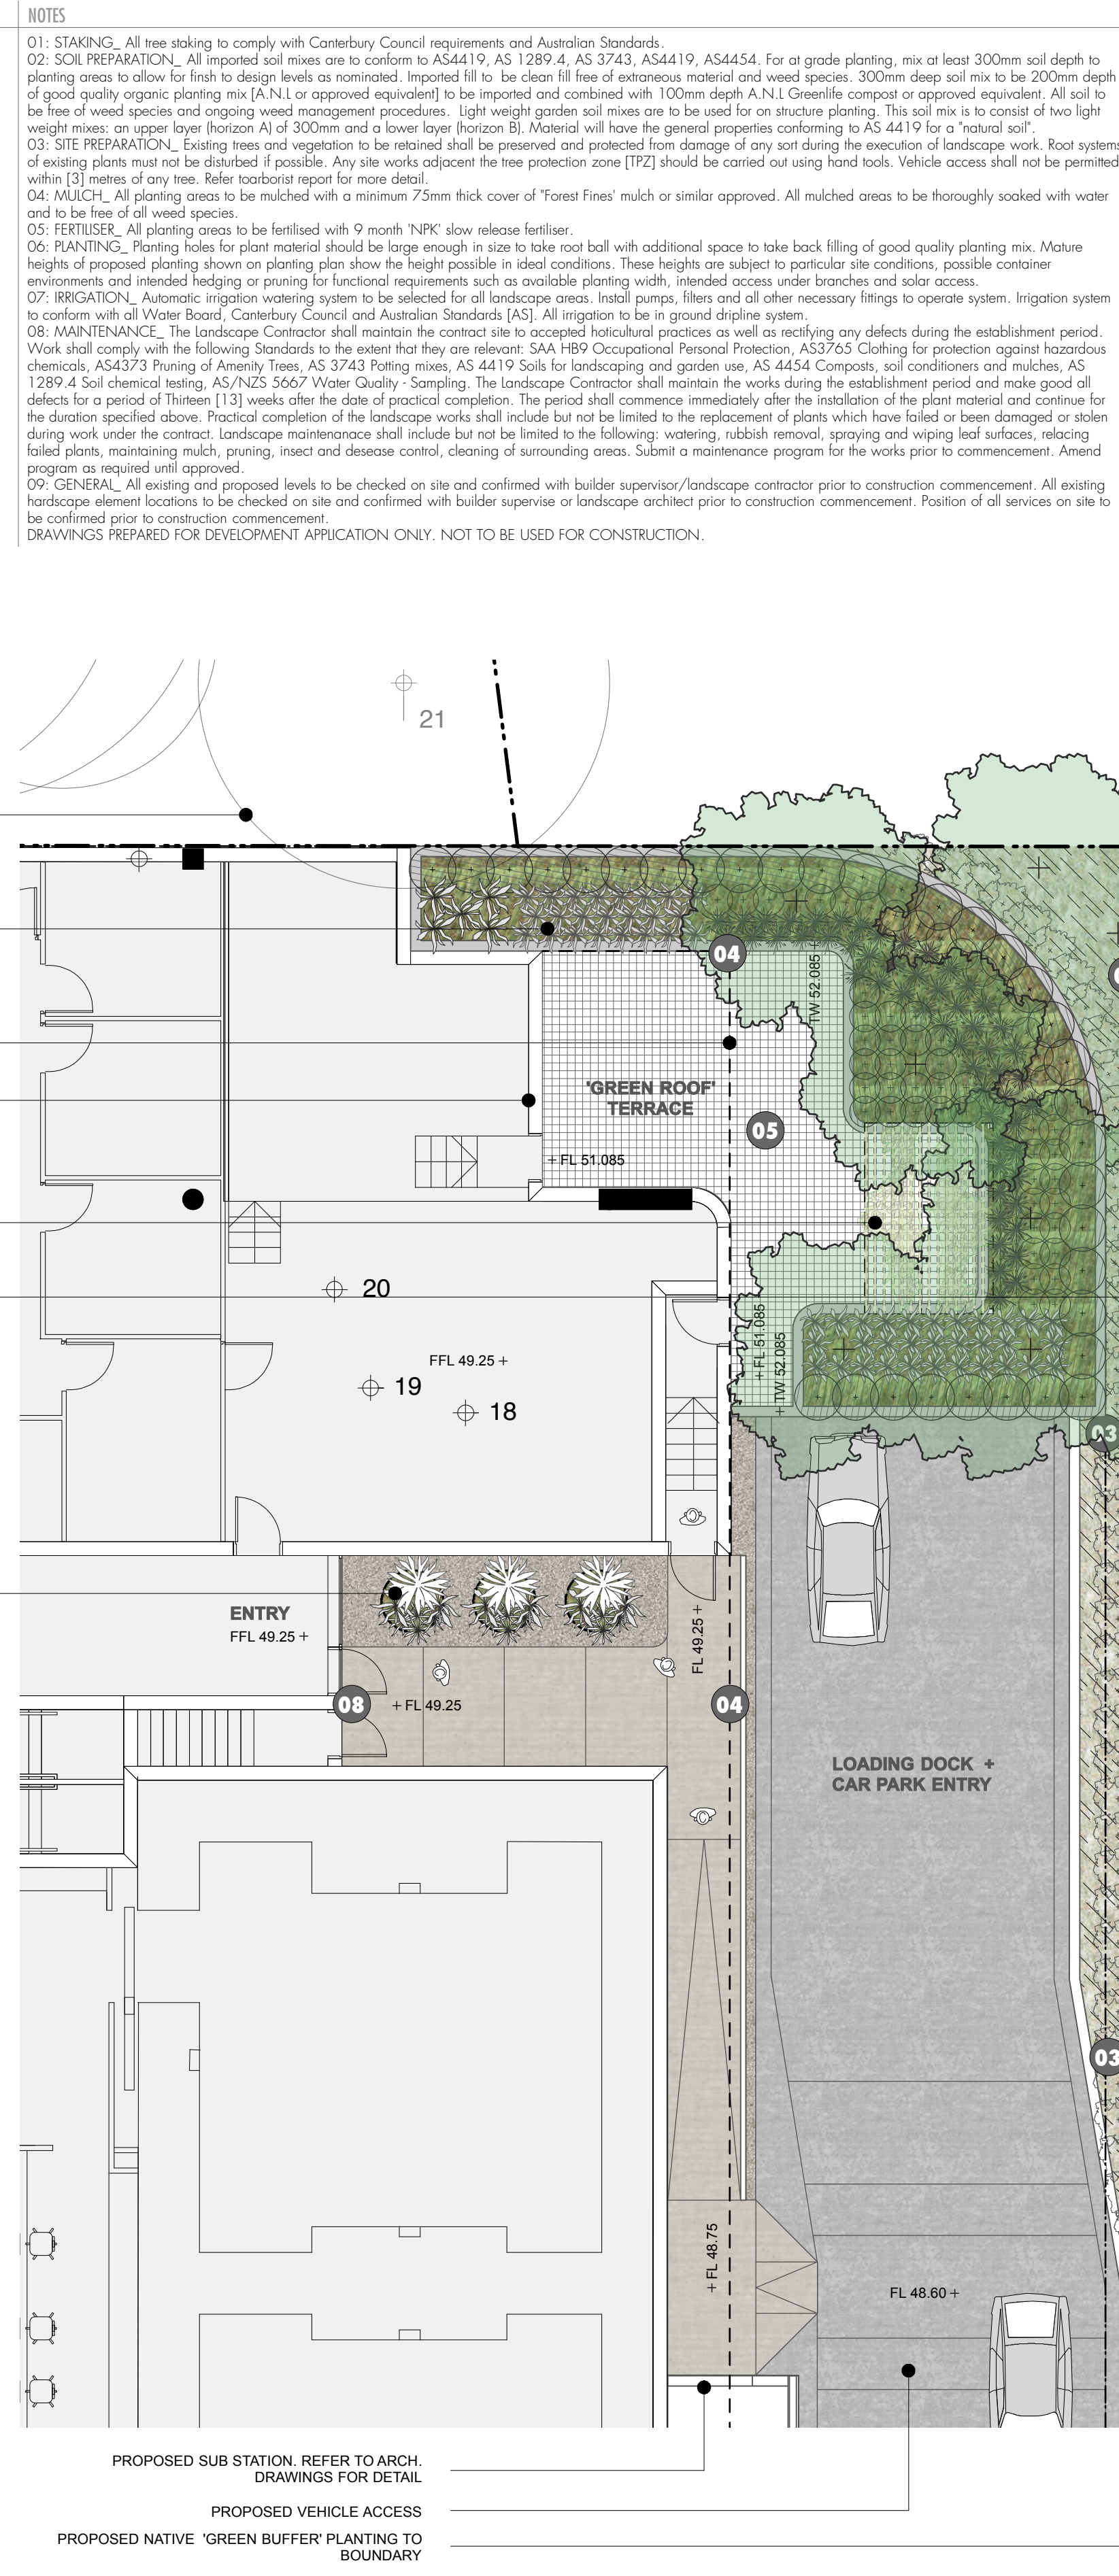 NOTES
01: STAKING_ All tree staking to comply with Canterbury Council requirements and Australian Standards.
02: SOIL PREPARATION_ All imported soil mixes are to conform to AS4419, AS 1289.4, AS 3743, AS4419, AS4454. For at grade planting, mix at least 300mm soil depth to
planting areas to allow for finsh to design levels as nominated. Imported fill to be clean fill free of extraneous material and weed species. 300mm deep soil mix to be 200mm depth
of good quality organic planting mix [A.N.L or approved equivalent] to be imported and combined with 100mm depth A.N.L Greenlife compost or approved equivalent. All soil to
be free of weed species and ongoing weed management procedures. Light weight garden soil mixes are to be used for on structure planting. This soil mix is to consist of two light
weight mixes: an upper layer (horizon A) of 300mm and a lower layer (horizon B). Material will have the general properties conforming to AS 4419 for a "natural soil".
03: SITE PREPARATION_ Existing trees and vegetation to be retained shall be preserved and protected from damage of any sort during the execution of landscape work. Root systems
of existing plants must not be disturbed if possible. Any site works adjacent the tree protection zone [TPZ] should be carried out using hand tools. Vehicle access shall not be permitted
within [3] metres of any tree. Refer toarborist report for more detail.
04: MULCH_ All planting areas to be mulched with a minimum 75mm thick cover of "Forest Fines' mulch or similar approved. All mulched areas to be thoroughly soaked with water
and to be free of all weed species.
05: FERTILISER_ All planting areas to be fertilised with 9 month 'NPK' slow release fertiliser.
06: PLANTING_ Planting holes for plant material should be large enough in size to take root ball with additional space to take back filling of good quality planting mix. Mature
heights of proposed planting shown on planting plan show the height possible in ideal conditions. These heights are subject to particular site conditions, possible container
environments and intended hedging or pruning for functional requirements such as available planting width, intended access under branches and solar access.
07: IRRIGATION_ Automatic irrigation watering system to be selected for all landscape areas. Install pumps, filters and all other necessary fittings to operate system. Irrigation system
to conform with all Water Board, Canterbury Council and Australian Standards [AS]. All irrigation to be in ground dripline system.
08: MAINTENANCE_ The Landscape Contractor shall maintain the contract site to accepted hoticultural practices as well as rectifying any defects during the establishment period.
Work shall comply with the following Standards to the extent that they are relevant: SAA HB9 Occupational Personal Protection, AS3765 Clothing for protection against hazardous
chemicals, AS4373 Pruning of Amenity Trees, AS 3743 Potting mixes, AS 4419 Soils for landscaping and garden use, AS 4454 Composts, soil conditioners and mulches, AS
1289.4 Soil chemical testing, AS/NZS 5667 Water Quality - Sampling. The Landscape Contractor shall maintain the works during the establishment period and make good all
defects for a period of Thirteen [13] weeks after the date of practical completion. The period shall commence immediately after the installation of the plant material and continue for
the duration specified above. Practical completion of the landscape works shall include but not be limited to the replacement of plants which have failed or been damaged or stolen
during work under the contract. Landscape maintenanace shall include but not be limited to the following: watering, rubbish removal, spraying and wiping leaf surfaces, relacing
failed plants, maintaining mulch, pruning, insect and desease control, cleaning of surrounding areas. Submit a maintenance program for the works prior to commencement. Amend
program as required until approved.
09: GENERAL_ All existing and proposed levels to be checked on site and confirmed with builder supervisor/landscape contractor prior to construction commencement. All existing
hardscape element locations to be checked on site and confirmed with builder supervise or landscape architect prior to construction commencement. Position of all services on site to
be confirmed prior to construction commencement.
DRAWINGS PREPARED FOR DEVELOPMENT APPLICATION ONLY. NOT TO BE USED FOR CONSTRUCTION.
21
04
TW 52.085 +
'GREEN ROOF'
TERRACE
05
+ FL 51.085
20
+ FL 51.085
+ TW 52.085
FFL 49.25 +
19
18
03
ENTRY
FFL 49.25 +
FL 49.25 +
08
+ FL 49.25
04
LOADING DOCK +
CAR PARK ENTRY
03
+ FL 48.75
FL 48.60 +
PROPOSED SUB STATION. REFER TO ARCH.
DRAWINGS FOR DETAIL
PROPOSED VEHICLE ACCESS
PROPOSED NATIVE 'GREEN BUFFER' PLANTING TO
BOUNDARY